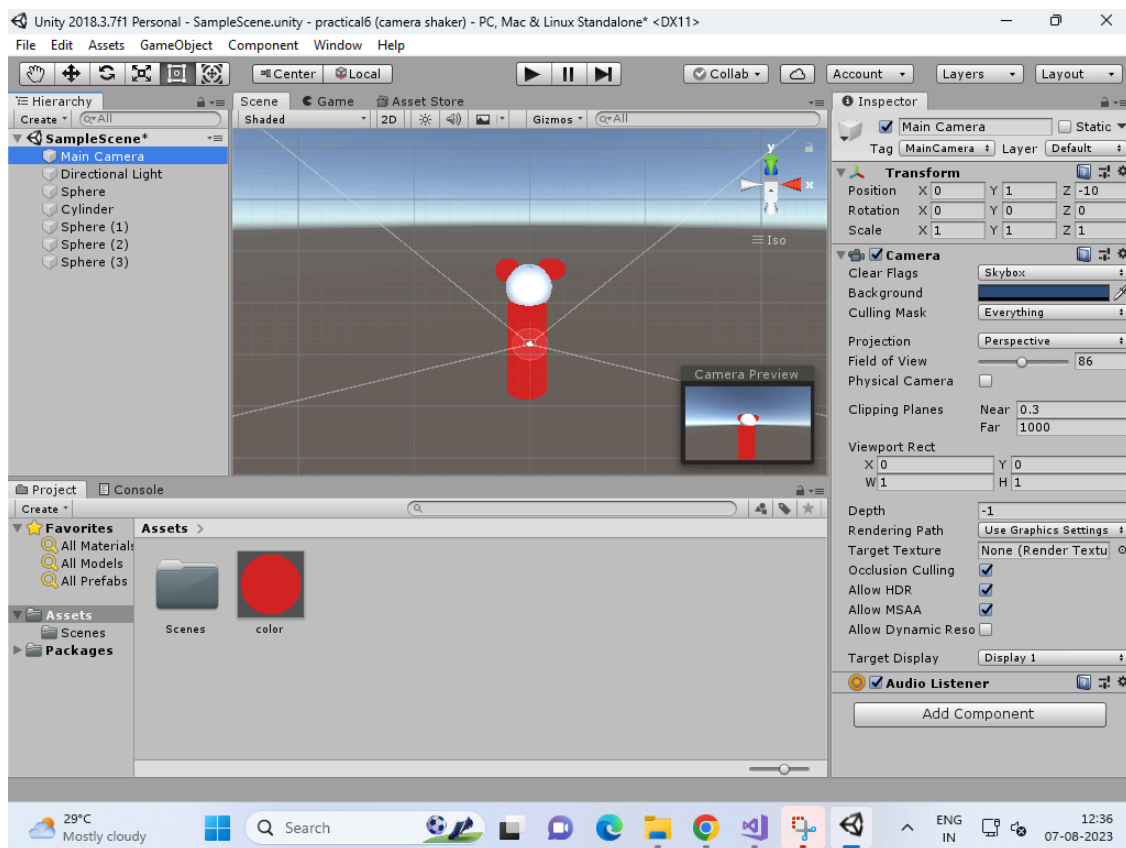 Unity 2018.3.7f1 Personal - SampleScene.unity - practical6 (camera shaker) - PC, Mac & Linux Standalone* <DX11>
File Edit Assets GameObject Component Window Help
Center Local Collab Account Layers Layout
Hierarchy
Create All
SampleScene*
Main Camera
Directional Light
Sphere
Cylinder
Sphere (1)
Sphere (2)
Sphere (3)
Scene Game Asset Store
Shaded 2D Gizmos All
y
x
Iso
Camera Preview
Inspector
Main Camera Static
Tag MainCamera Layer Default
Transform
Position X 0 Y 1 Z -10
Rotation X 0 Y 0 Z 0
Scale X 1 Y 1 Z 1
Camera
Clear Flags Skybox
Background
Culling Mask Everything
Projection Perspective
Field of View 86
Physical Camera
Clipping Planes Near 0.3
Far 1000
Viewport Rect
X 0 Y 0
W 1 H 1
Depth -1
Rendering Path Use Graphics Settings
Target Texture None (Render Textu
Occlusion Culling
Allow HDR
Allow MSAA
Allow Dynamic Reso
Target Display Display 1
Audio Listener
Add Component
Project Console
Create
Favorites
All Materials
All Models
All Prefabs
Assets
Scenes
Packages
Assets >
Scenes color
29°C
Mostly cloudy
Search
ENG
IN
12:36
07-08-2023